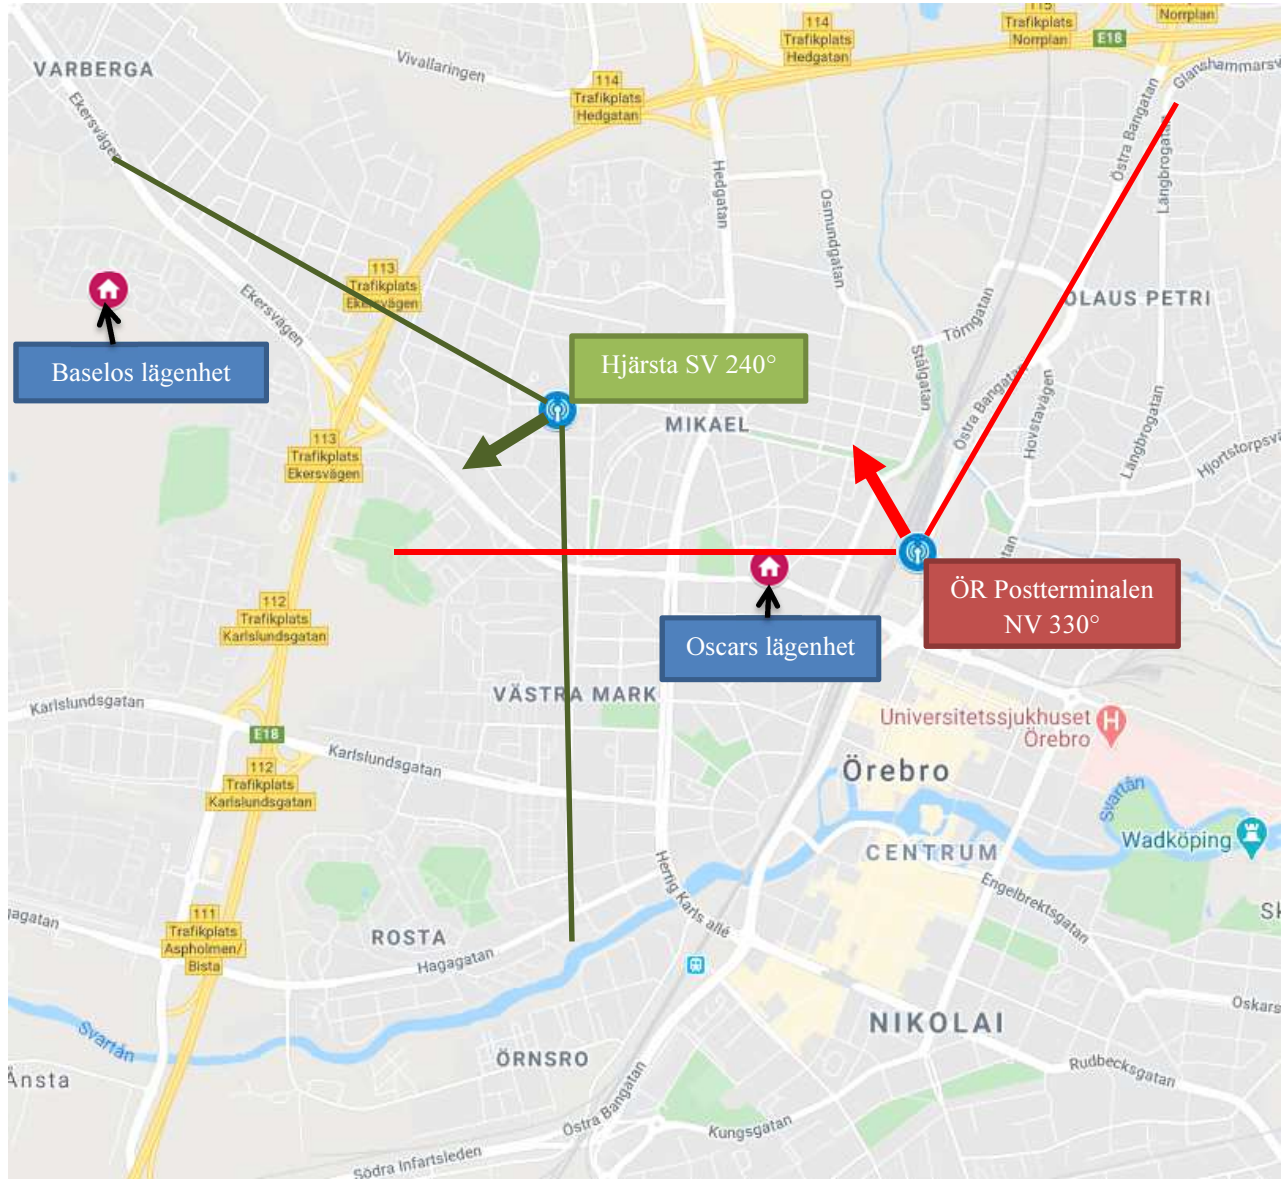 Norrplan
115
Trafikplats
Norrplan
E18
114
Trafikplats
Hedgatan
Glanshammarsv
VARBERGA
Vivallaringen
114
Trafikplats
Hedgatan
Ekersvägen
Östra Bangatan
Långbrogatan
Hedgatan
Osmundgatan
113
Trafikplats
Ekersvägen
Ekersvägen
OLAUS PETRI
Törngatan
Baselos lägenhet
Hjärsta SV 240°
Stålgatan
Östra Bangatan
Hovstavägen
Långbrogatan
MIKAEL
Hjortstorpsvä
113
Trafikplats
Ekersvägen
ÖR Postterminalen
NV 330°
112
Trafikplats
Karlslundsgatan
Oscars lägenhet
VÄSTRA MARK
Karlslundsgatan
E18
Karlslundsgatan
Universitetssjukhuset
Örebro
112
Trafikplats
Karlslundsgatan
Örebro
Svartån
Wadköping
CENTRUM
Hertig Karls allé
Engelbrektsgatan
agatan
111
Trafikplats
Aspholmen/
Bista
ROSTA
Hagagatan
Sk
Oskars
NIKOLAI
Svartån
ÖRNSRO
Ånsta
Rudbecksgatan
Östra Bangatan
Kungsgatan
Södra Infartsleden